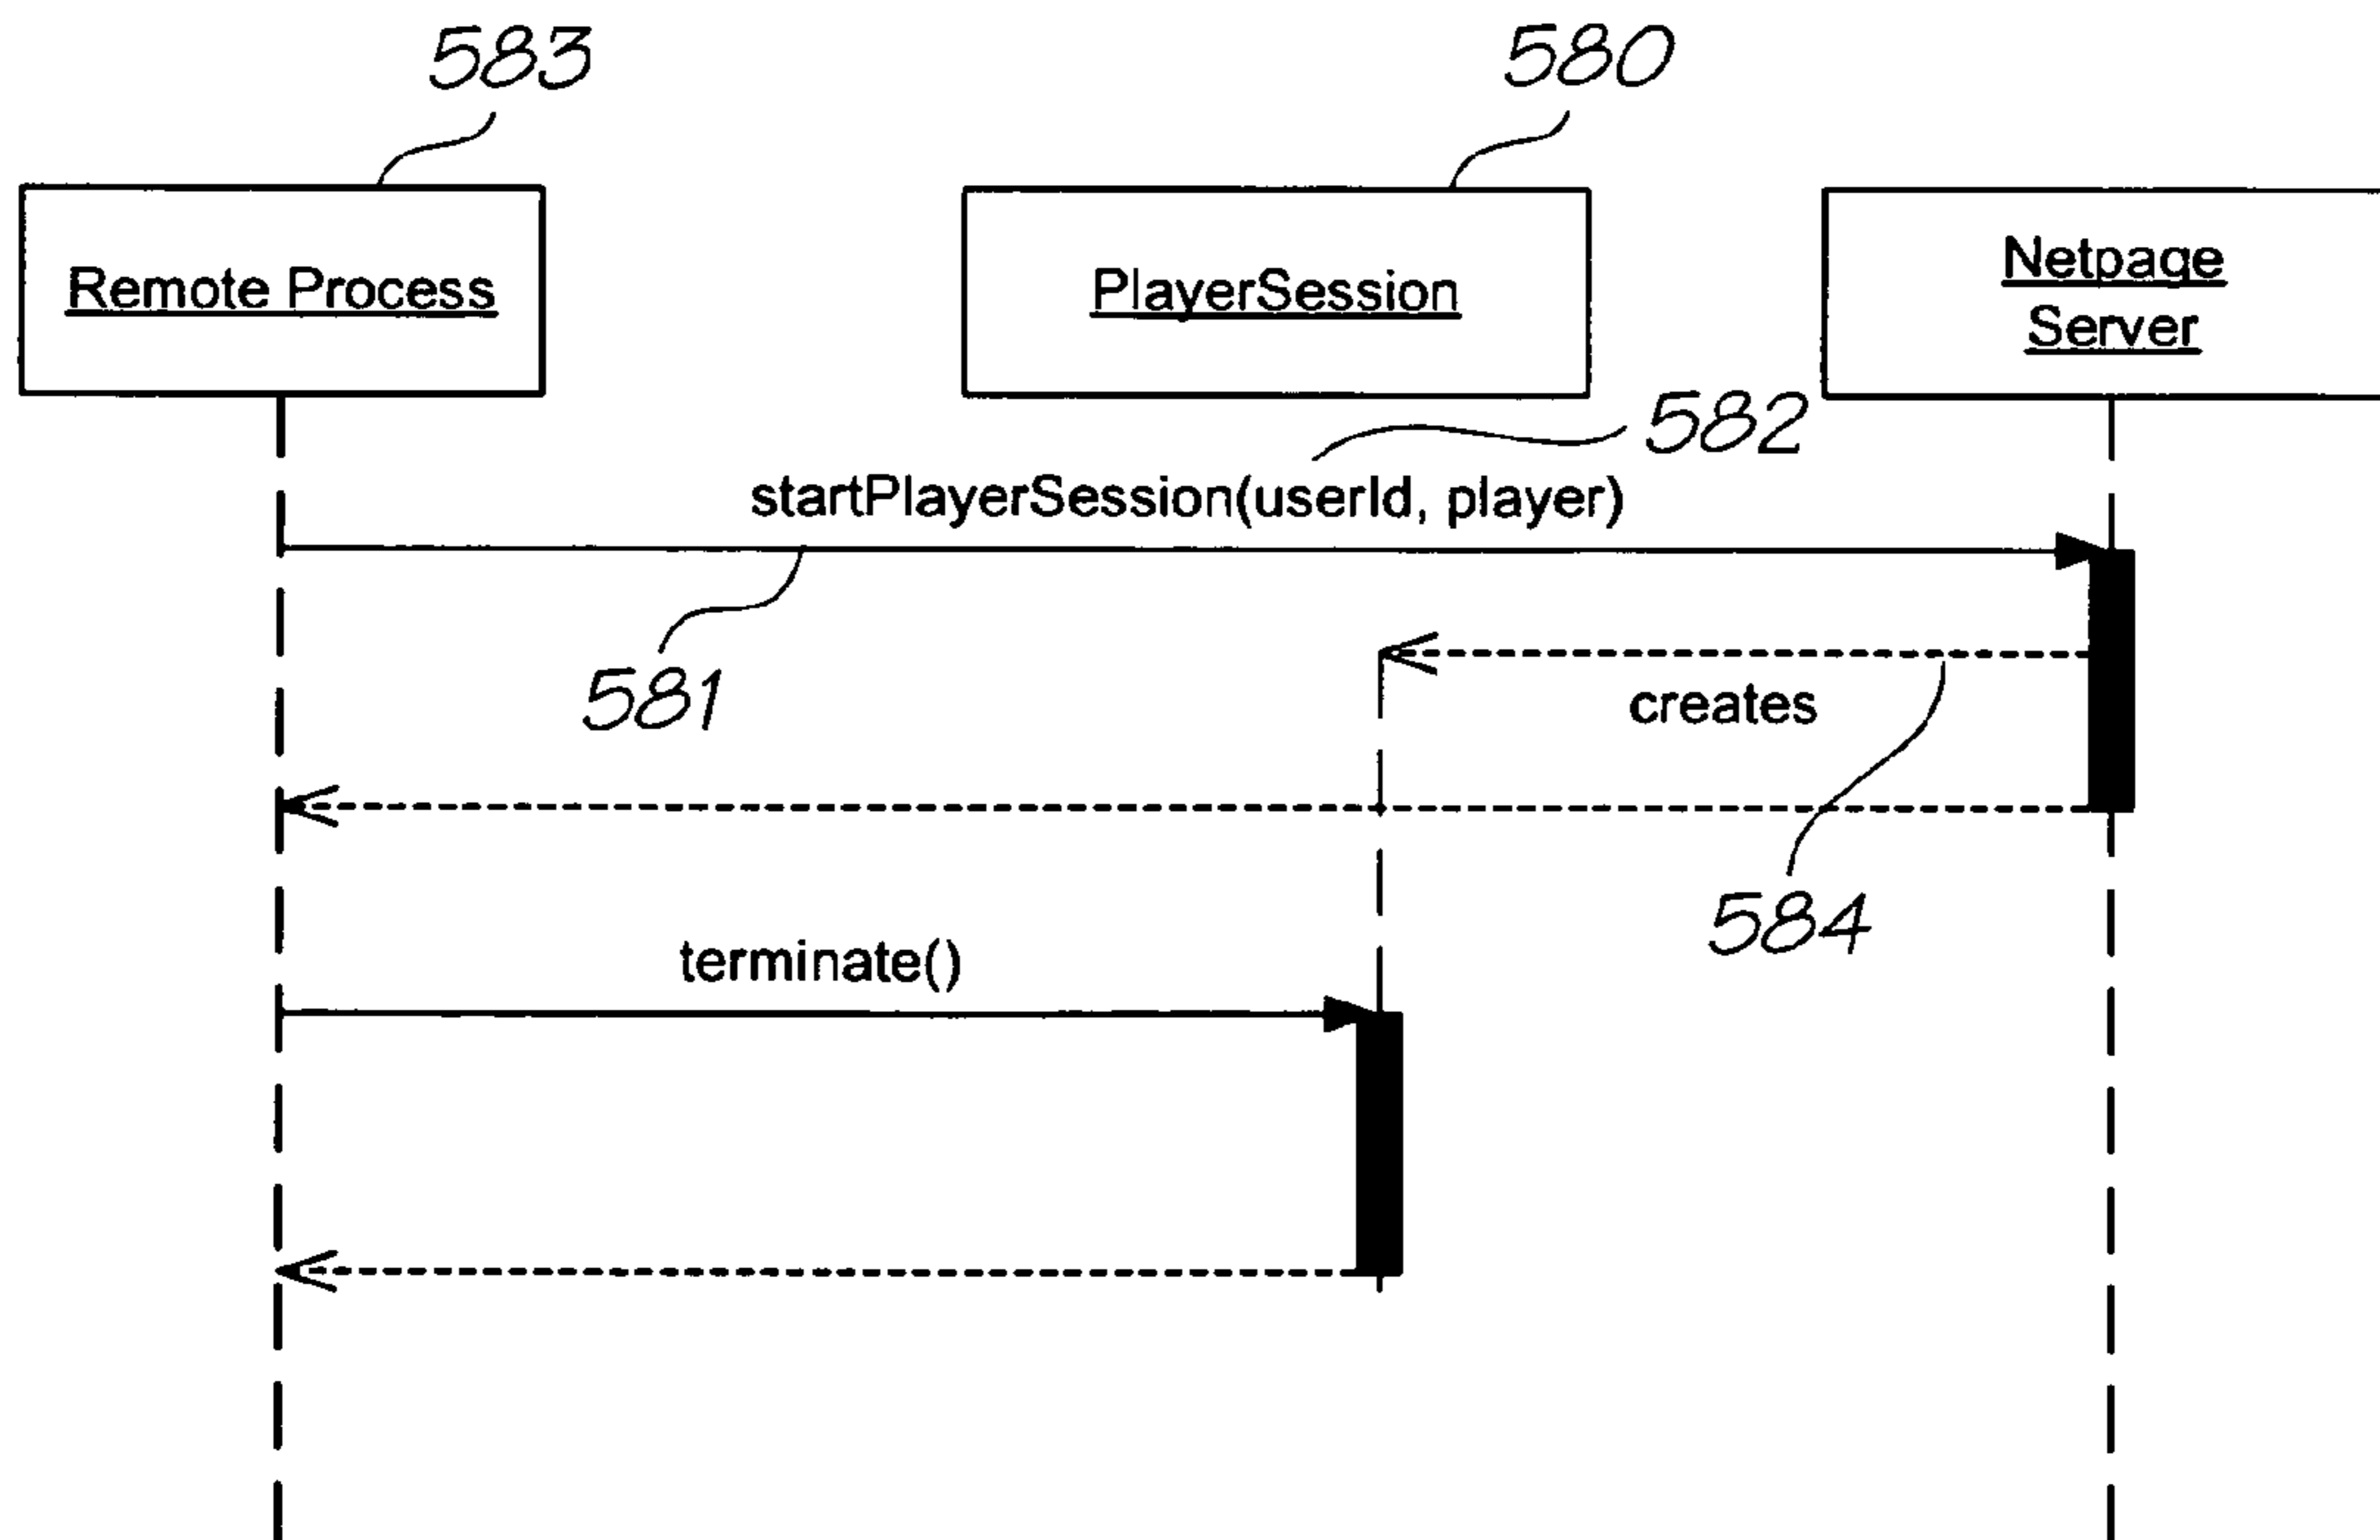 583
580
Remote Process
PlayerSession
Netpage
Server
582
startPlayerSession(userId, player)
581
creates
584
terminate()